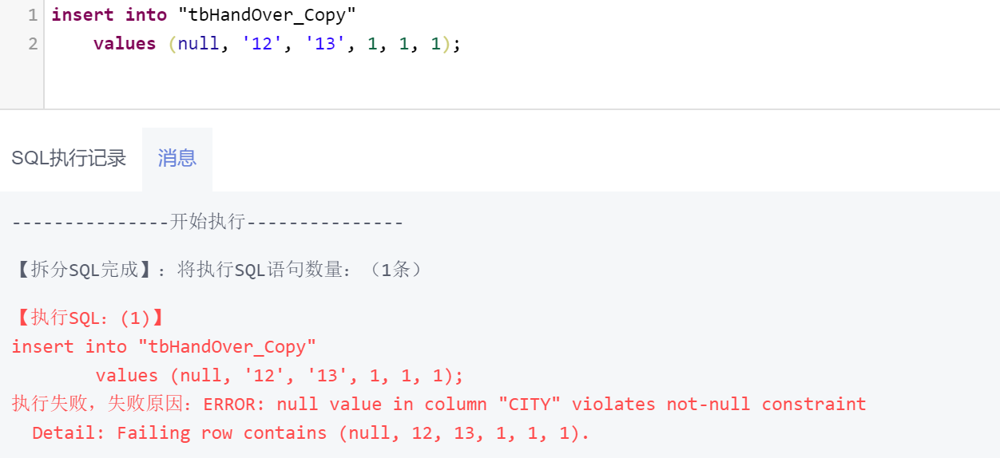 1 insert into "tbHandOver_Copy"
2 values (null, '12', '13', 1, 1, 1);
SQL执行记录 消息
---------------开始执行---------------
【拆分SQL完成】：将执行SQL语句数量：（1条）
【执行SQL：(1)】
insert into "tbHandOver_Copy"
values (null, '12', '13', 1, 1, 1);
执行失败，失败原因：ERROR: null value in column "CITY" violates not-null constraint
Detail: Failing row contains (null, 12, 13, 1, 1, 1).